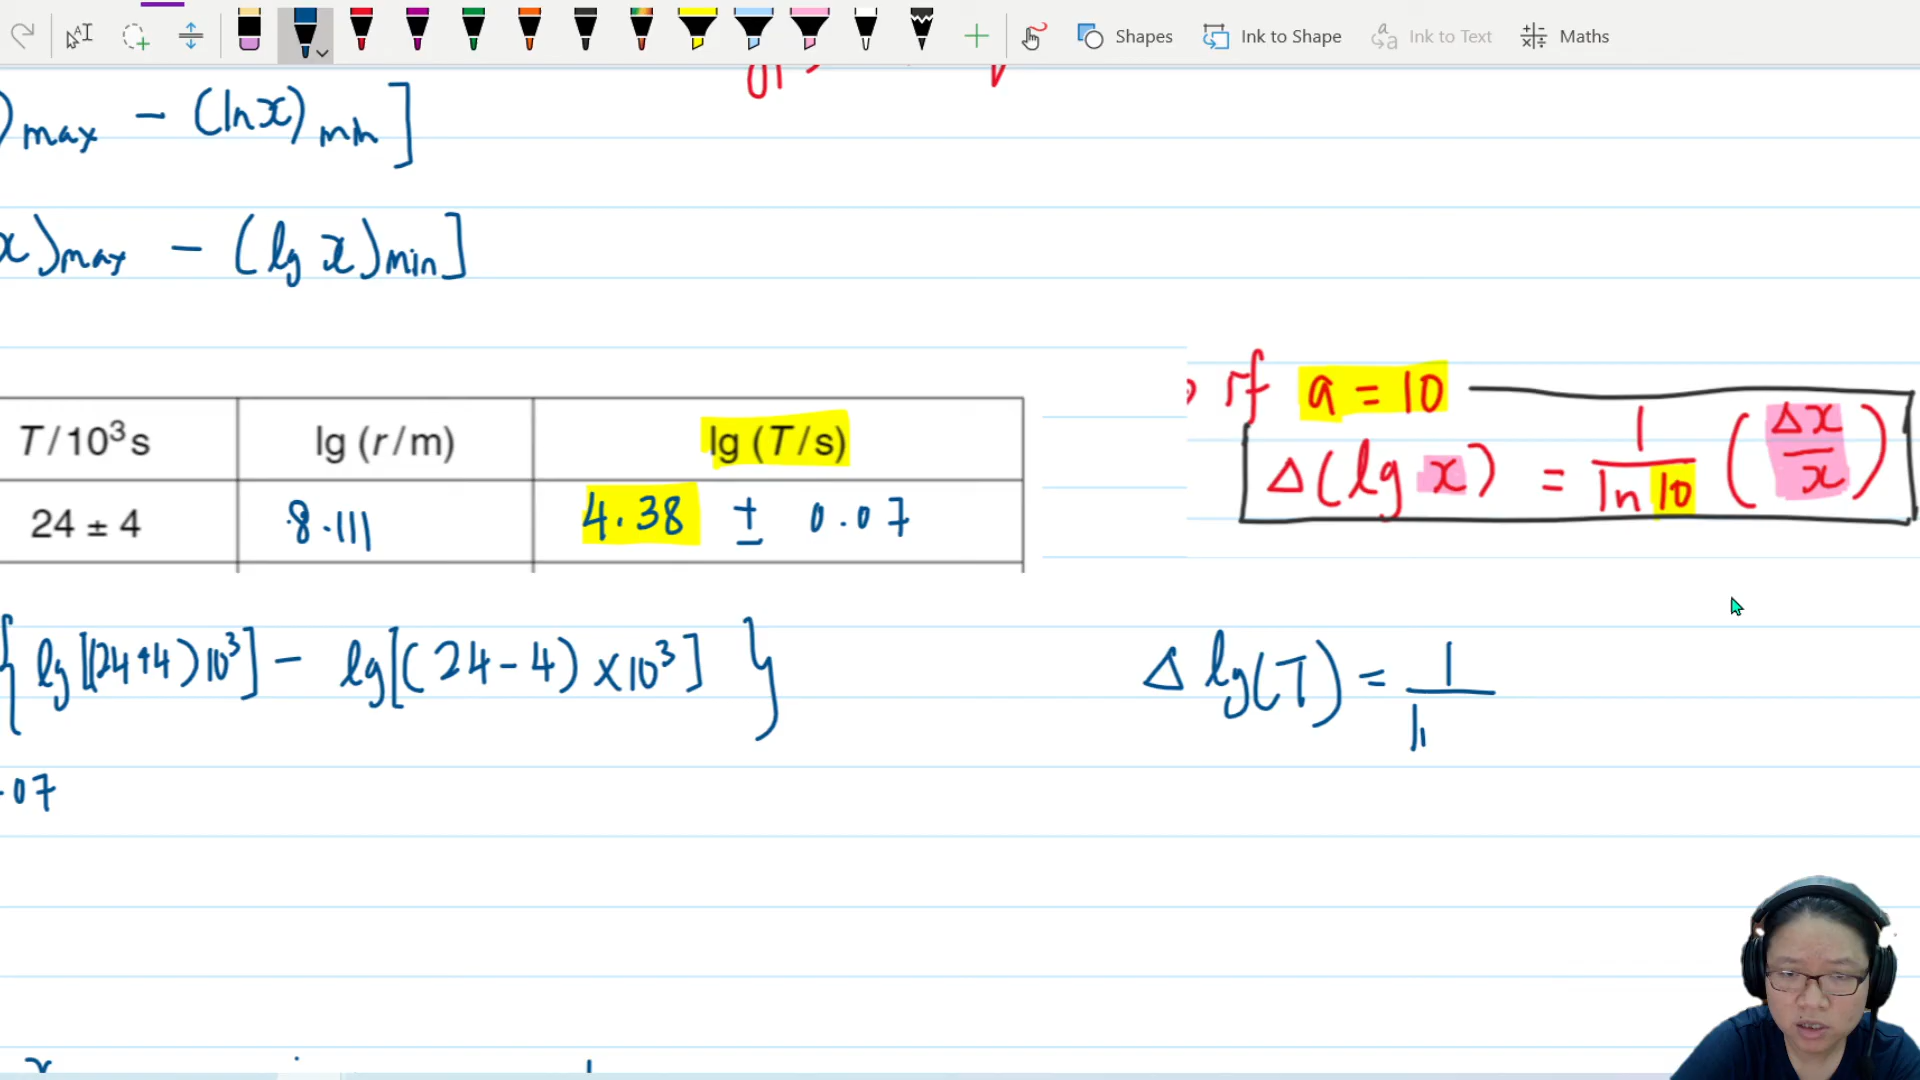 Shapes Ink to Shape Ink to Text Maths
)max - (ln x) min ]
x)max - (lg x)min]
if a = 10
Δ(lg x) = 1/ln 10 (Δx/x)
T/10³ s lg (r/m) lg (T/s)
24 ± 4 8.111 4.38 ± 0.07
{ lg[(24+4)10³] - lg[(24-4)×10³] }
Δ lg(T) = 1/
.07